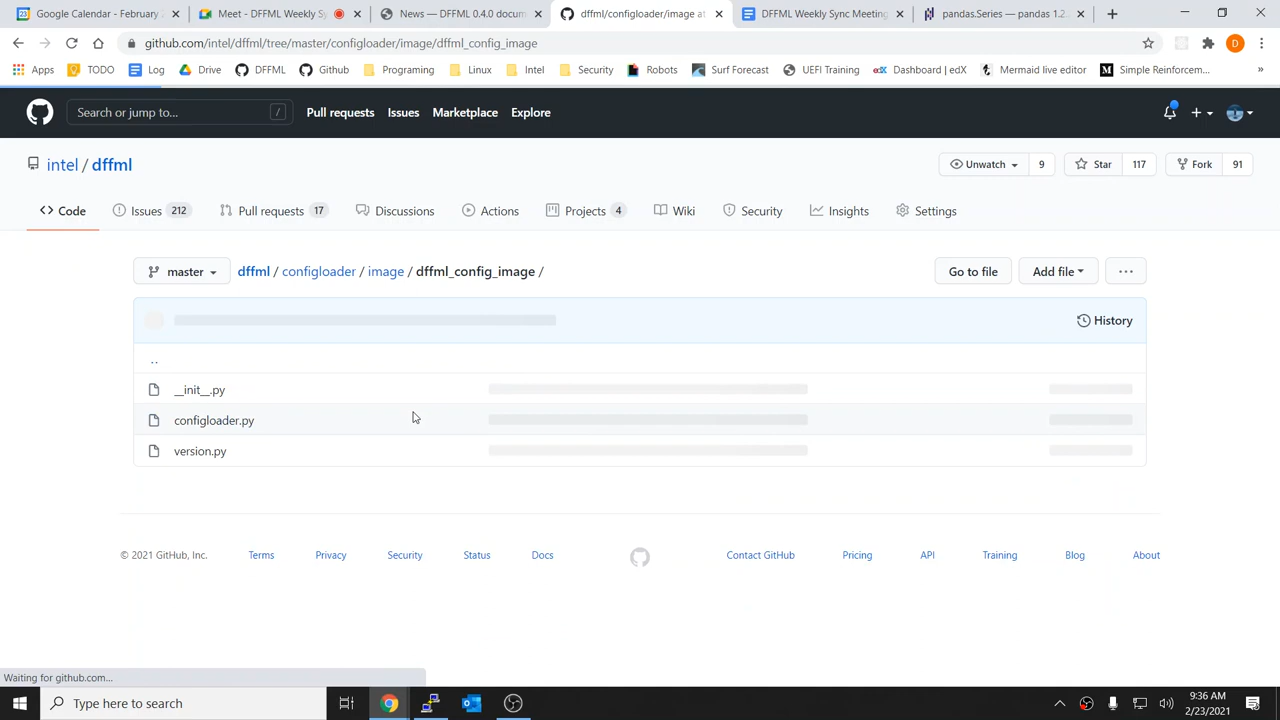 Google Calendar - February
Meet - DFFML Weekly Sy
News — DFFML 0.4.0 docum
dffml/configloader/image at
DFFML Weekly Sync Meeting
pandas.Series — pandas 1.2.
github.com/intel/dffml/tree/master/configloader/image/dffml_config_image
D
Apps
TODO
Log
Drive
DFFML
Github
Programing
Linux
Intel
Security
Robots
Surf Forecast
UEFI Training
Dashboard | edX
Mermaid live editor
Simple Reinforcem...
Search or jump to...
/
Pull requests
Issues
Marketplace
Explore
intel / dffml
Unwatch
9
Star
117
Fork
91
Code
Issues 212
Pull requests 17
Discussions
Actions
Projects 4
Wiki
Security
Insights
Settings
master
dffml / configloader / image / dffml_config_image /
Go to file
Add file
...
History
..
__init__.py
configloader.py
version.py
© 2021 GitHub, Inc.
Terms
Privacy
Security
Status
Docs
Contact GitHub
Pricing
API
Training
Blog
About
Waiting for github.com...
Type here to search
9:36 AM
2/23/2021